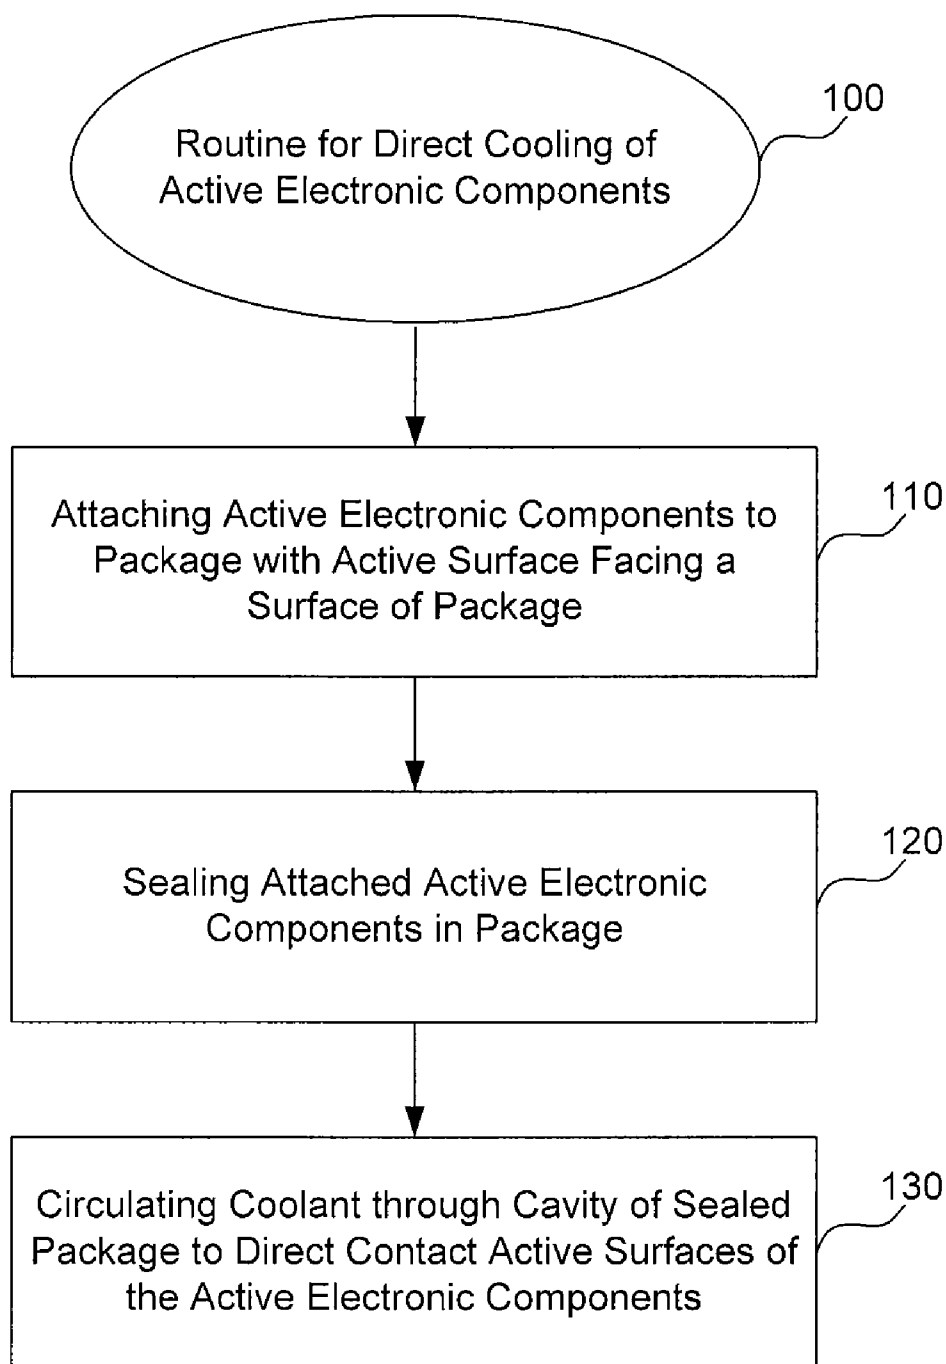 100
Routine for Direct Cooling of
Active Electronic Components
110
Attaching Active Electronic Components to
Package with Active Surface Facing a
Surface of Package
120
Sealing Attached Active Electronic
Components in Package
130
Circulating Coolant through Cavity of Sealed
Package to Direct Contact Active Surfaces of
the Active Electronic Components